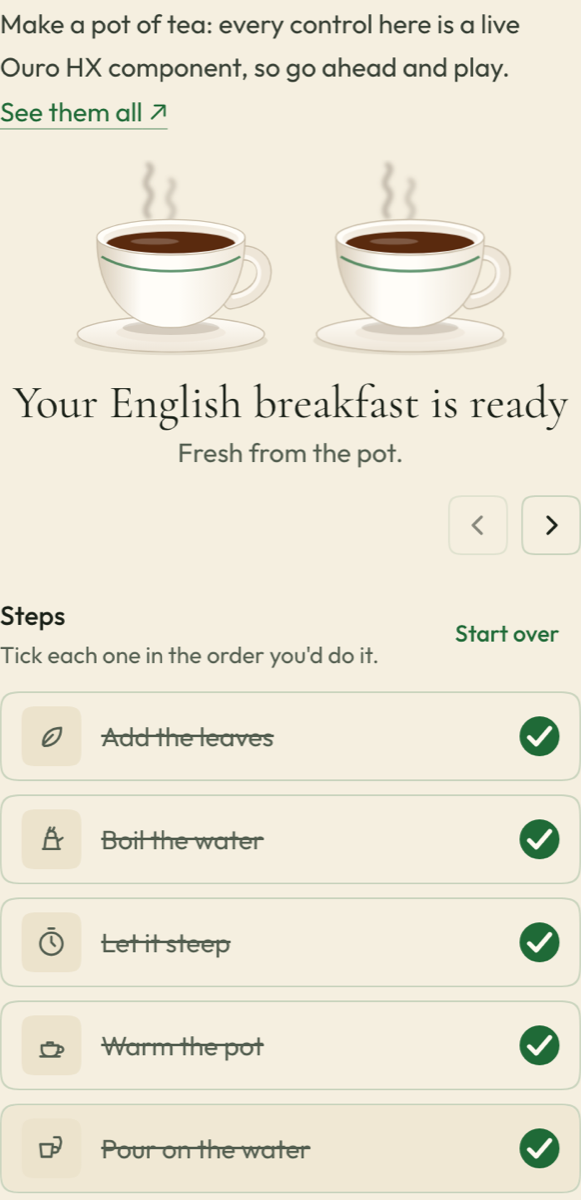 Make a pot of tea: every control here is a live
Ouro HX component, so go ahead and play.
See them all ↗
Your English breakfast is ready
Fresh from the pot.
Steps
Tick each one in the order you'd do it.
Start over
Add the leaves
Boil the water
Let it steep
Warm the pot
Pour on the water